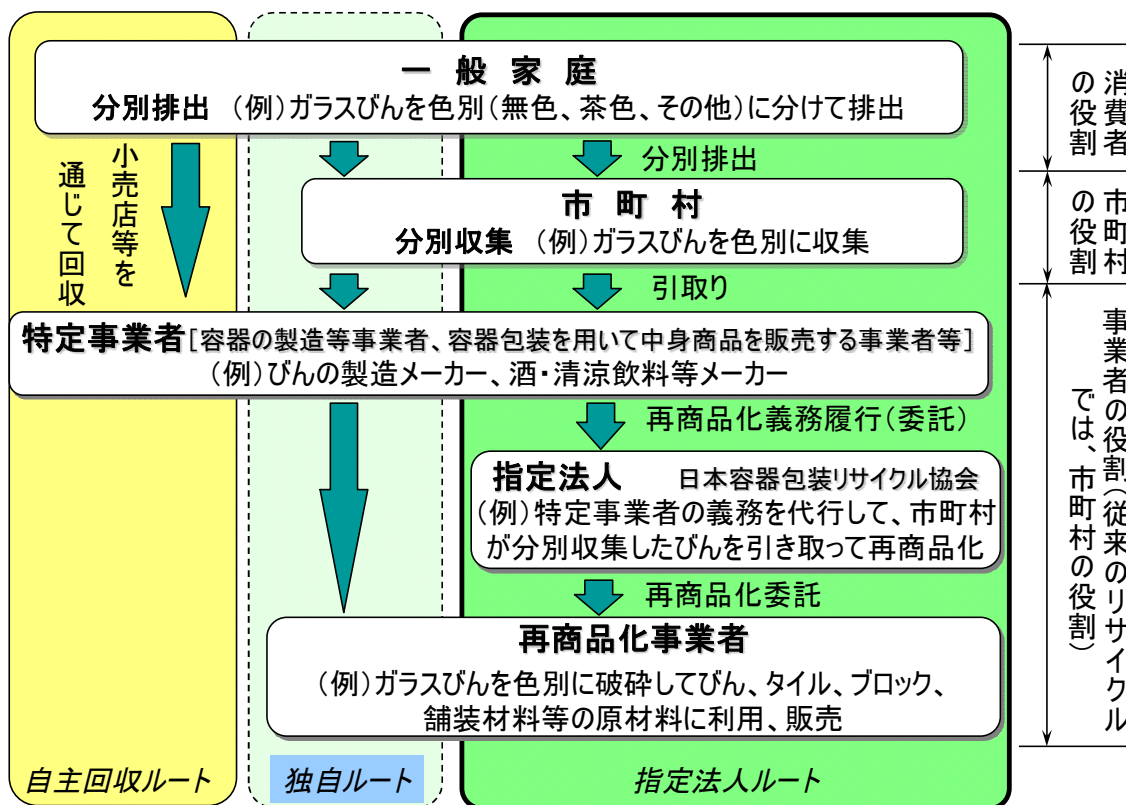 一般家庭
分別排出 (例)ガラスびんを色別(無色、茶色、その他)に分けて排出
小売店等を
通じて回収
分別排出
市町村
分別収集 (例)ガラスびんを色別に収集
引取り
特定事業者[容器の製造等事業者、容器包装を用いて中身商品を販売する事業者等]
(例)びんの製造メーカー、酒・清涼飲料等メーカー
再商品化義務履行(委託)
指定法人 日本容器包装リサイクル協会
(例)特定事業者の義務を代行して、市町村
が分別収集したびんを引き取って再商品化
再商品化委託
再商品化事業者
(例)ガラスびんを色別に破砕してびん、タイル、ブロック、
舗装材料等の原材料に利用、販売
自主回収ルート
独自ルート
指定法人ルート
消費者
の役割
市町村
の役割
事業者の役割(従来のリサイクル
では、市町村の役割)